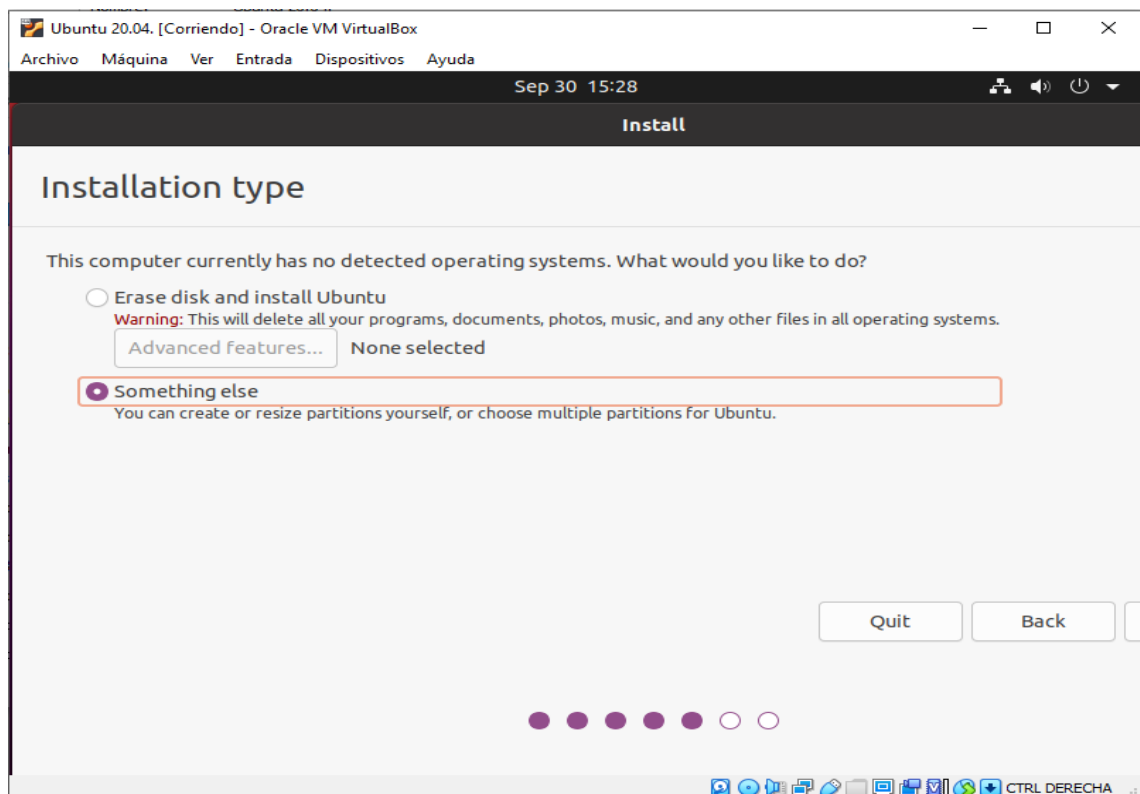 Ubuntu 20.04. [Corriendo] - Oracle VM VirtualBox
Archivo Máquina Ver Entrada Dispositivos Ayuda
Sep 30 15:28
Install
Installation type
This computer currently has no detected operating systems. What would you like to do?
Erase disk and install Ubuntu
Warning: This will delete all your programs, documents, photos, music, and any other files in all operating systems.
Advanced features... None selected
Something else
You can create or resize partitions yourself, or choose multiple partitions for Ubuntu.
Quit Back
CTRL DERECHA